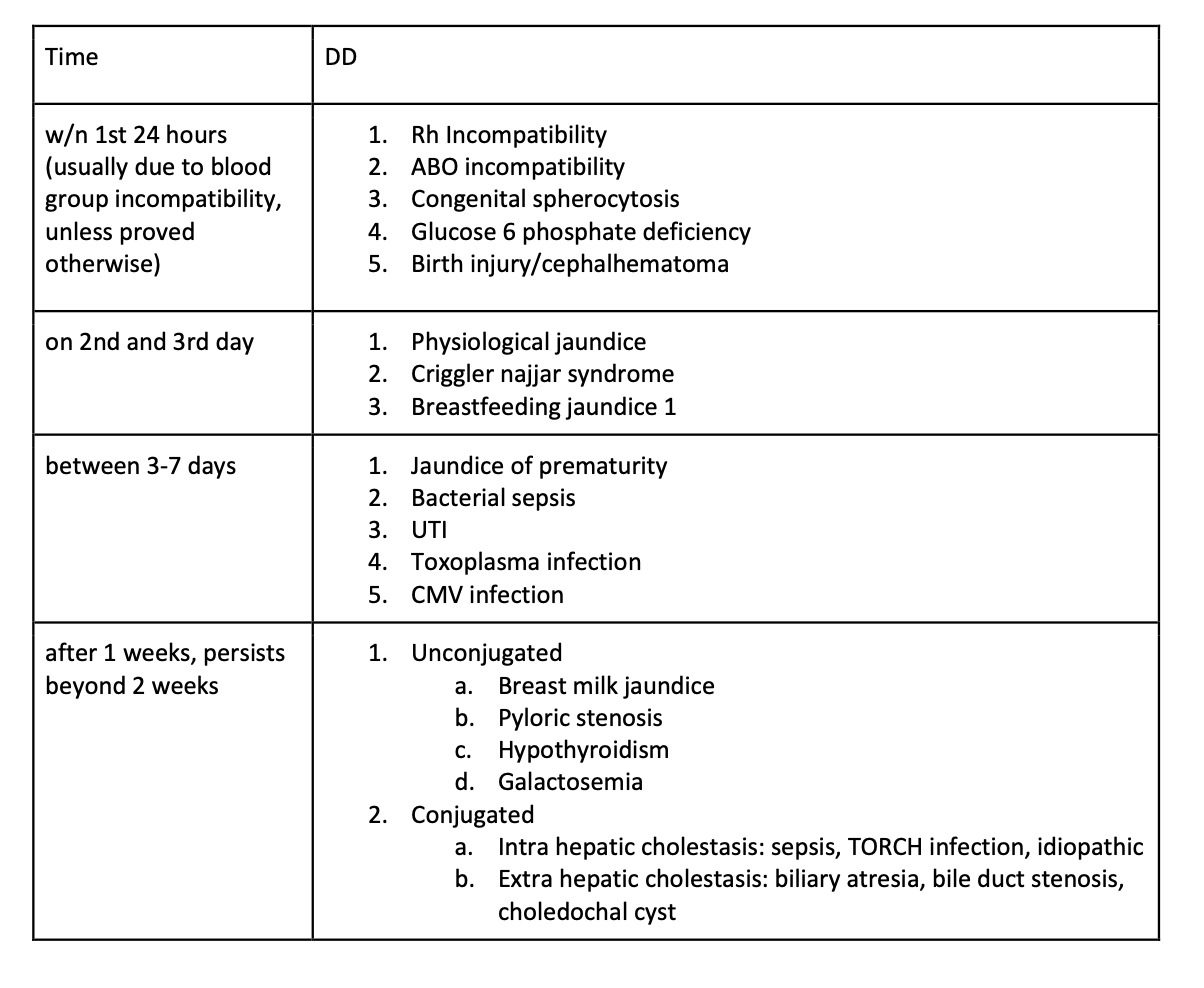 Time
DD
w/n 1st 24 hours
(usually due to blood
group incompatibility,
unless proved
otherwise)
1. Rh Incompatibility
2. ABO incompatibility
3. Congenital spherocytosis
4. Glucose 6 phosphate deficiency
5. Birth injury/cephalhematoma
on 2nd and 3rd day
1. Physiological jaundice
2. Criggler najjar syndrome
3. Breastfeeding jaundice 1
between 3-7 days
1. Jaundice of prematurity
2. Bacterial sepsis
3. UTI
4. Toxoplasma infection
5. CMV infection
after 1 weeks, persists
beyond 2 weeks
1. Unconjugated
a. Breast milk jaundice
b. Pyloric stenosis
c. Hypothyroidism
d. Galactosemia
2. Conjugated
a. Intra hepatic cholestasis: sepsis, TORCH infection, idiopathic
b. Extra hepatic cholestasis: biliary atresia, bile duct stenosis,
choledochal cyst